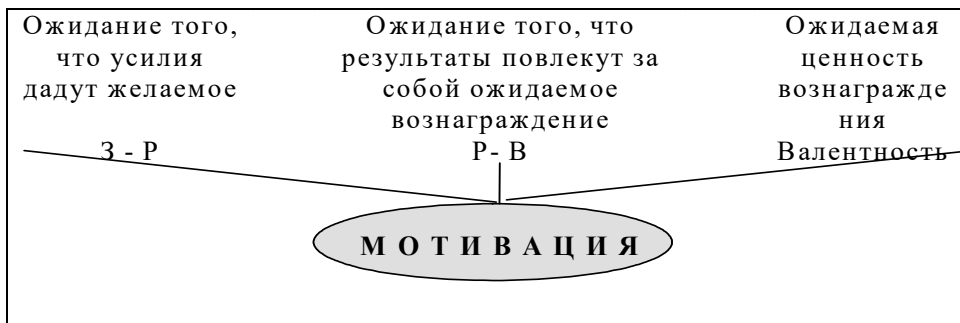 Ожидание того,
что усилия
дадут желаемое
З - Р
Ожидание того, что
результаты повлекут за
собой ожидаемое
вознаграждение
Р- В
Ожидаемая
ценность
вознагражде
ния
Валентность
МОТИВАЦИЯ